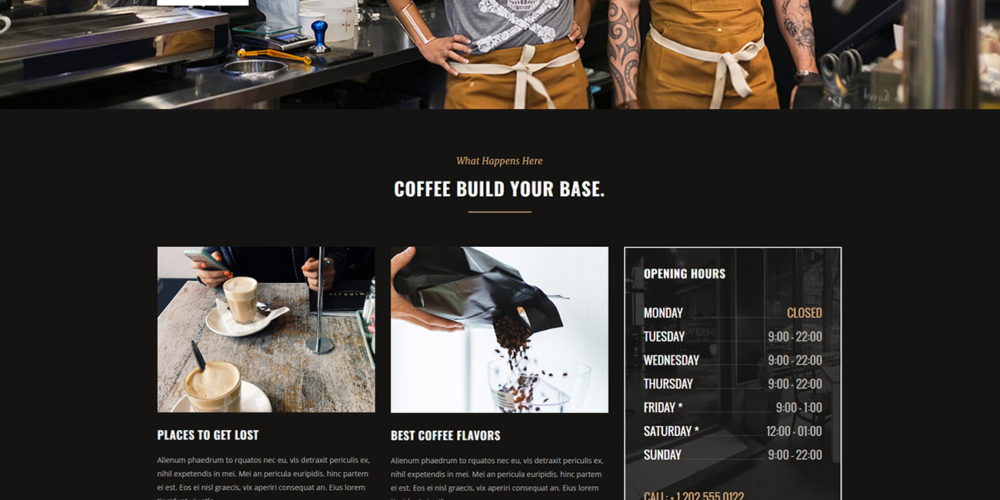 What Happens Here
COFFEE BUILD YOUR BASE.
PLACES TO GET LOST
Alienum phaedrum to rquatos nec eu, vis detraxit periculis ex,
nihil expetendis in mei. Mei an pericula euripidis, hinc partem
ei est. Eos ei nisl graecis, vix aperiri consequat an. Eius lorem
BEST COFFEE FLAVORS
Alienum phaedrum to rquatos nec eu, vis detraxit periculis ex,
nihil expetendis in mei. Mei an pericula euripidis, hinc partem
ei est. Eos ei nisl graecis, vix aperiri consequat an. Eius lorem
OPENING HOURS
MONDAY CLOSED
TUESDAY 9:00 - 22:00
WEDNESDAY 9:00 - 22:00
THURSDAY 9:00 - 22:00
FRIDAY * 9:00 - 1:00
SATURDAY * 12:00 - 01:00
SUNDAY 9:00 - 22:00
CALL: + 1 202 555 0122